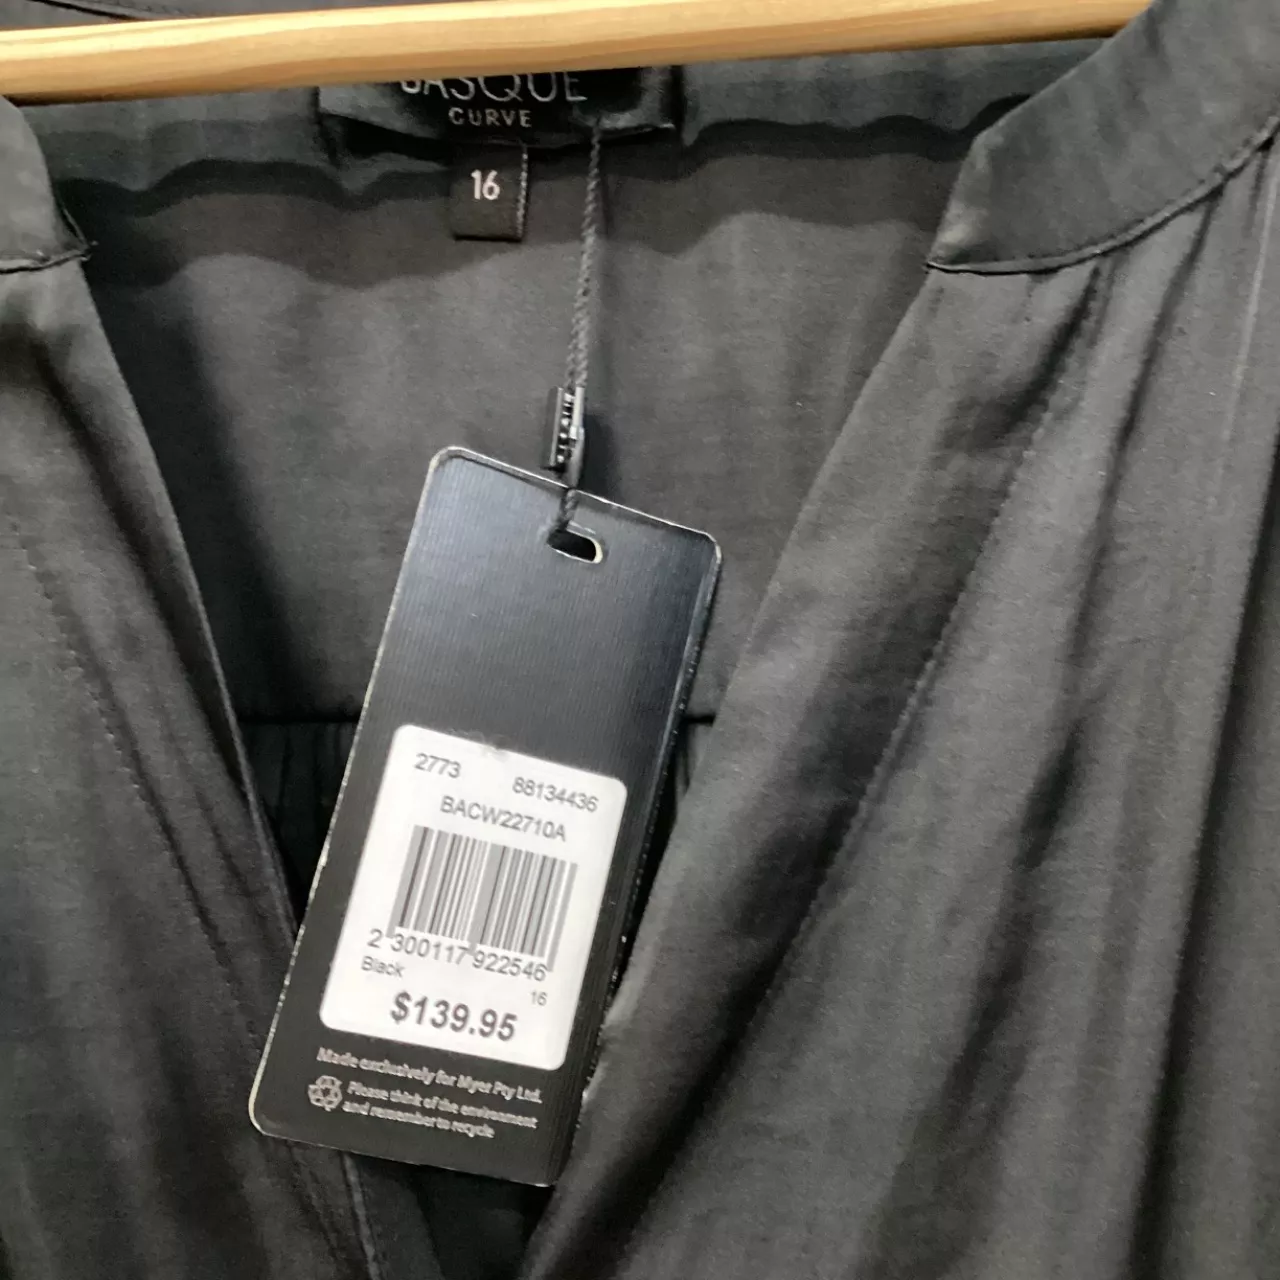 BASQUE
CURVE
16
2773 88134436
BACW22710A
2 300117 922546
Black
16
$139.95
Made exclusively for Myer Pty Ltd.
Please think of the environment
and remember to recycle